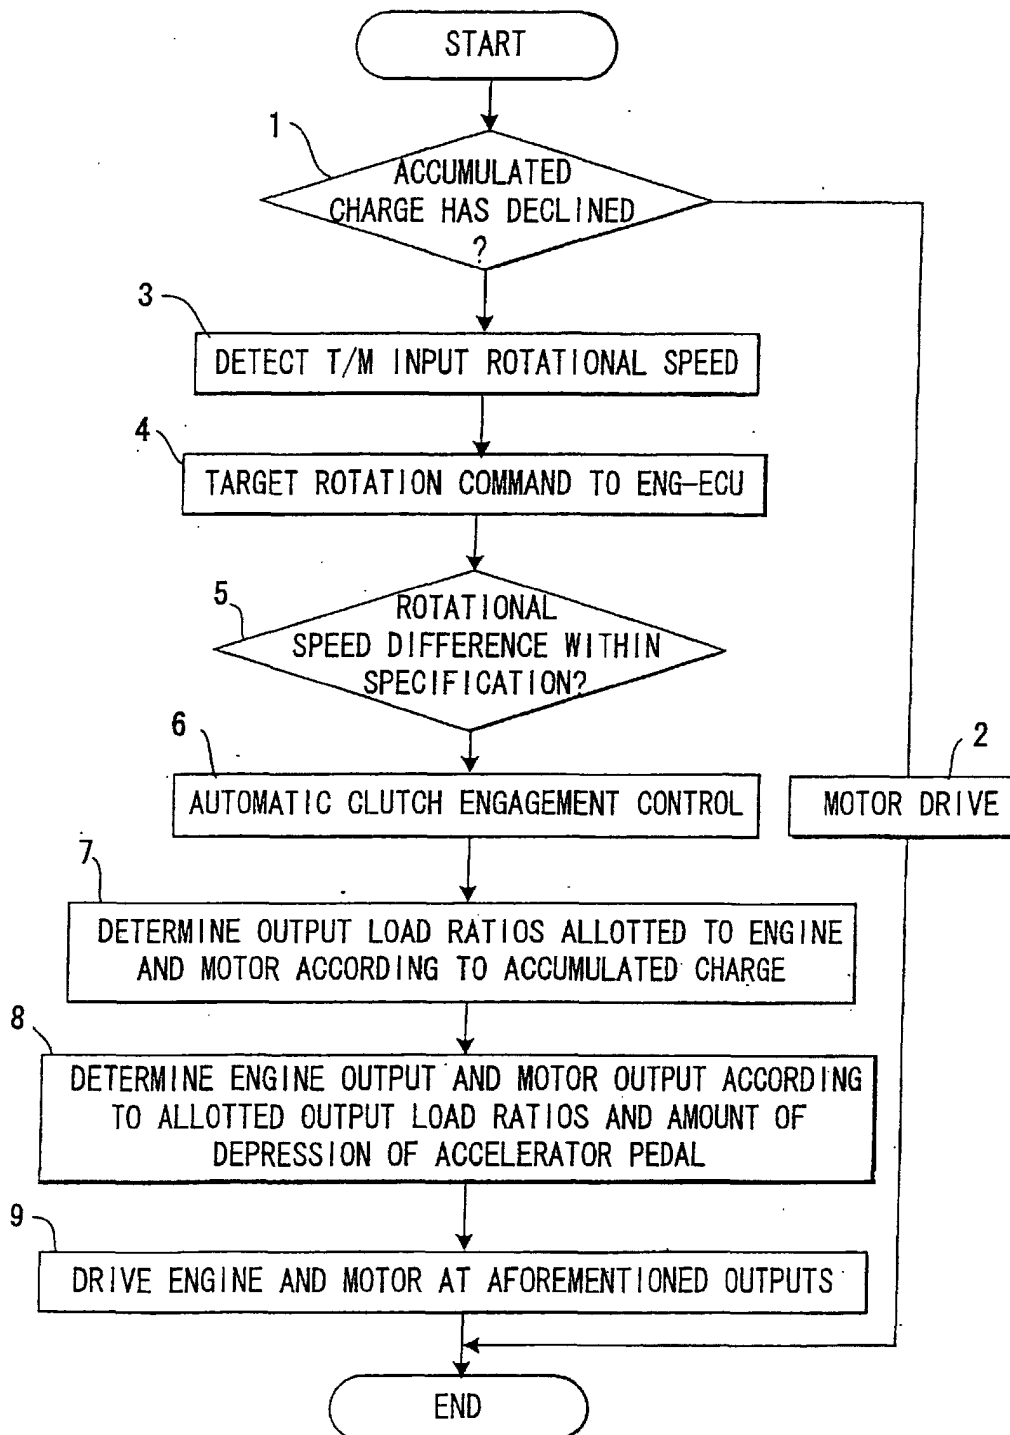 START
1
ACCUMULATED
CHARGE HAS DECLINED
?
3
DETECT T/M INPUT ROTATIONAL SPEED
4
TARGET ROTATION COMMAND TO ENG-ECU
5
ROTATIONAL
SPEED DIFFERENCE WITHIN
SPECIFICATION?
6
AUTOMATIC CLUTCH ENGAGEMENT CONTROL
2
MOTOR DRIVE
7
DETERMINE OUTPUT LOAD RATIOS ALLOTTED TO ENGINE
AND MOTOR ACCORDING TO ACCUMULATED CHARGE
8
DETERMINE ENGINE OUTPUT AND MOTOR OUTPUT ACCORDING
TO ALLOTTED OUTPUT LOAD RATIOS AND AMOUNT OF
DEPRESSION OF ACCELERATOR PEDAL
9
DRIVE ENGINE AND MOTOR AT AFOREMENTIONED OUTPUTS
END